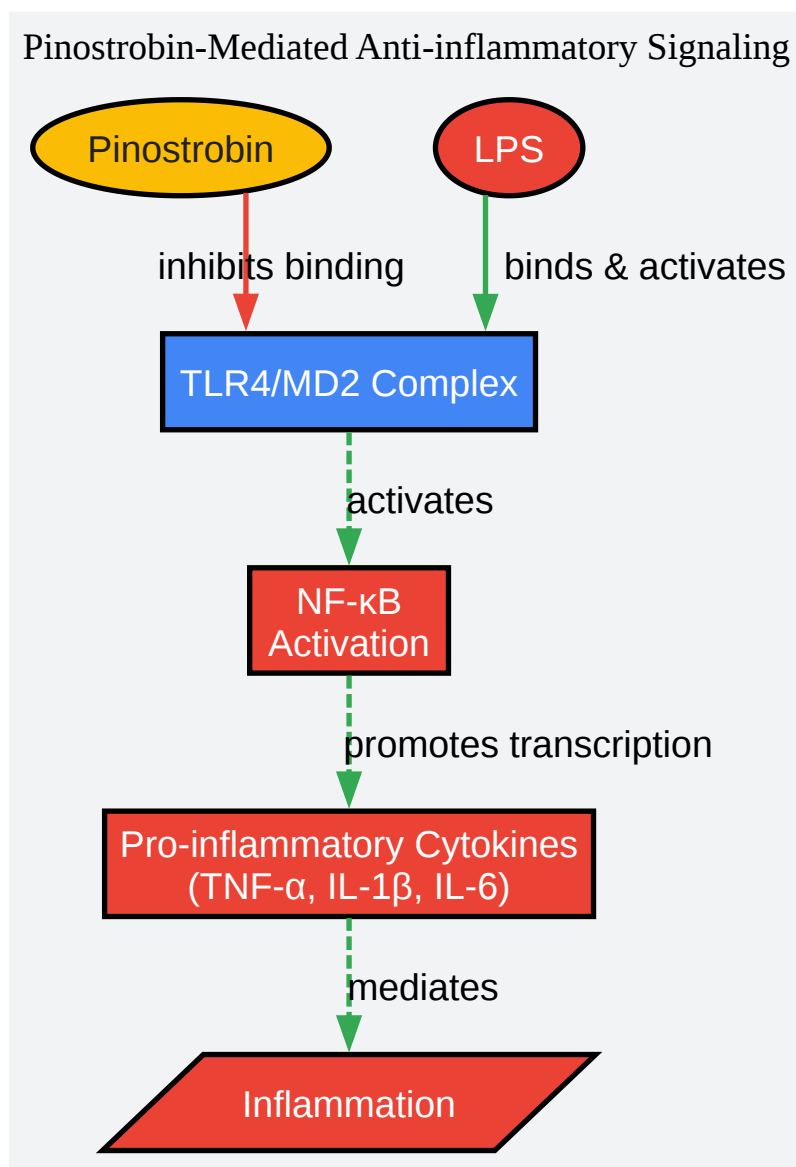 Pinostrobin-Mediated Anti-inflammatory Signaling
Pinostrobin
LPS
inhibits binding
binds & activates
TLR4/MD2 Complex
activates
NF-κB
Activation
promotes transcription
Pro-inflammatory Cytokines
(TNF-α, IL-1β, IL-6)
mediates
Inflammation